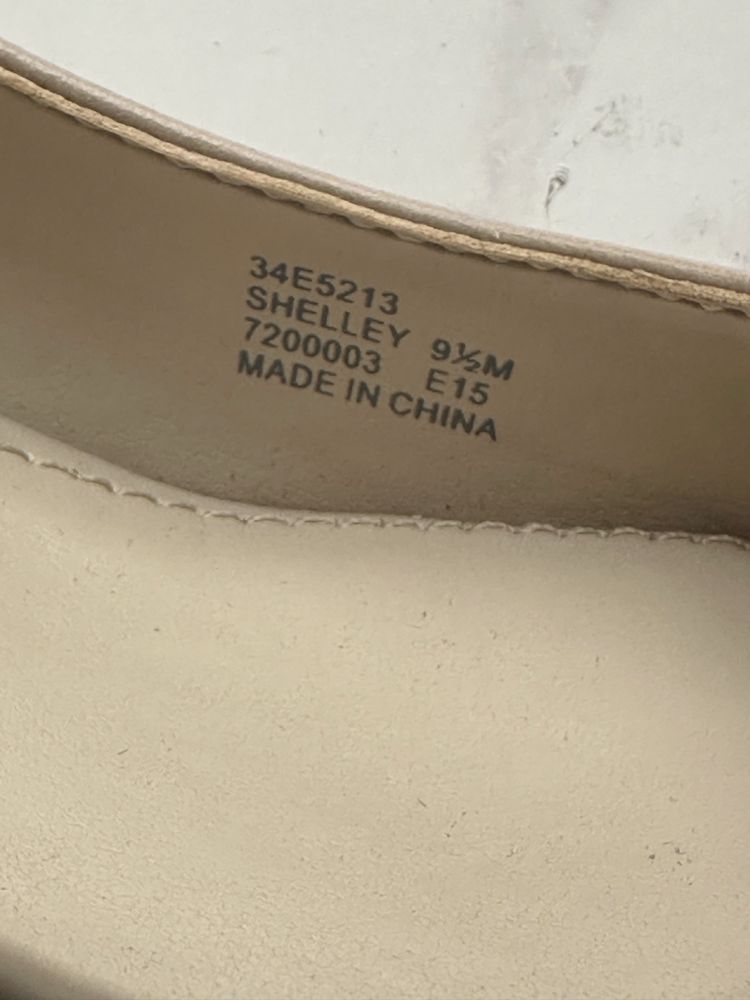 34E5213
SHELLEY 9½M
7200003 E15
MADE IN CHINA